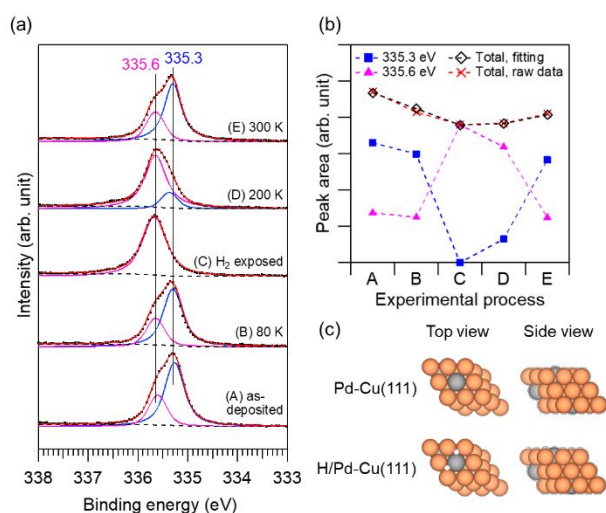 (a)
335.6
335.3
(E) 300 K
(D) 200 K
(C) H₂ exposed
(B) 80 K
(A) as-
deposited
Intensity (arb. unit)
338
337
336
335
334
333
Binding energy (eV)
(b)
335.3 eV
Total, fitting
335.6 eV
Total, raw data
Peak area (arb. unit)
A
B
C
D
E
Experimental process
(c)
Top view
Side view
Pd-Cu(111)
H/Pd-Cu(111)